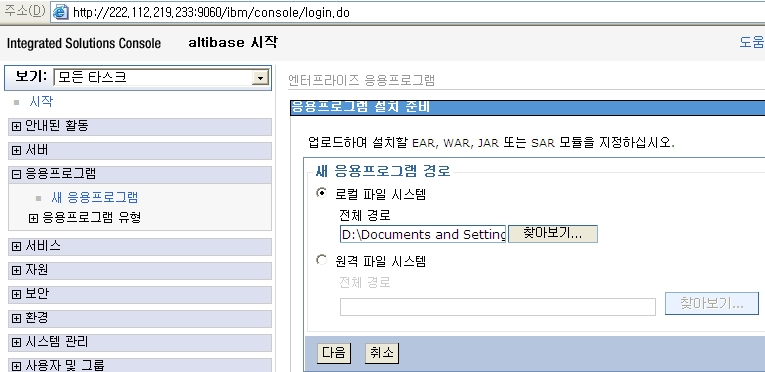 주소(D) http://222.112.219.233:9060/ibm/console/login.do
Integrated Solutions Console altibase 시작 도움
보기: 모든 타스크
시작
안내된 활동
서버
응용프로그램
새 응용프로그램
응용프로그램 유형
서비스
자원
보안
환경
시스템 관리
사용자 및 그룹
엔터프라이즈 응용프로그램
응용프로그램 설치 준비
업로드하여 설치할 EAR, WAR, JAR 또는 SAR 모듈을 지정하십시오.
새 응용프로그램 경로
로컬 파일 시스템
전체 경로
D:\Documents and Setting 찾아보기...
원격 파일 시스템
전체 경로
찾아보기...
다음 취소